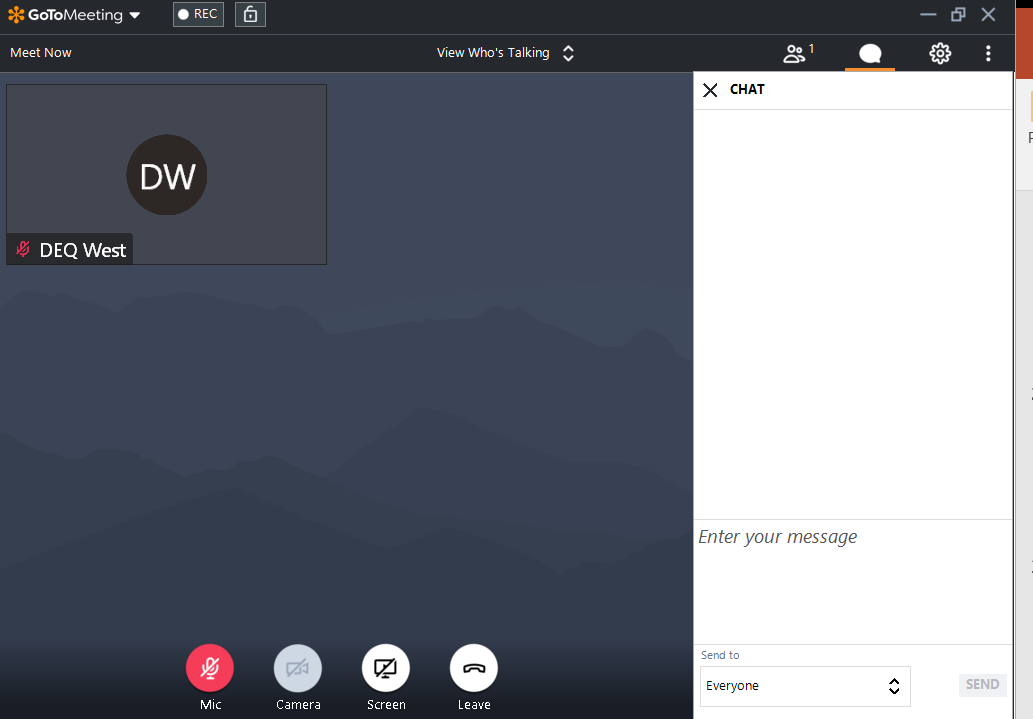 GoToMeeting
REC
Meet Now
View Who's Talking
1
CHAT
DW
DEQ West
Enter your message
Send to
Everyone
SEND
Mic
Camera
Screen
Leave